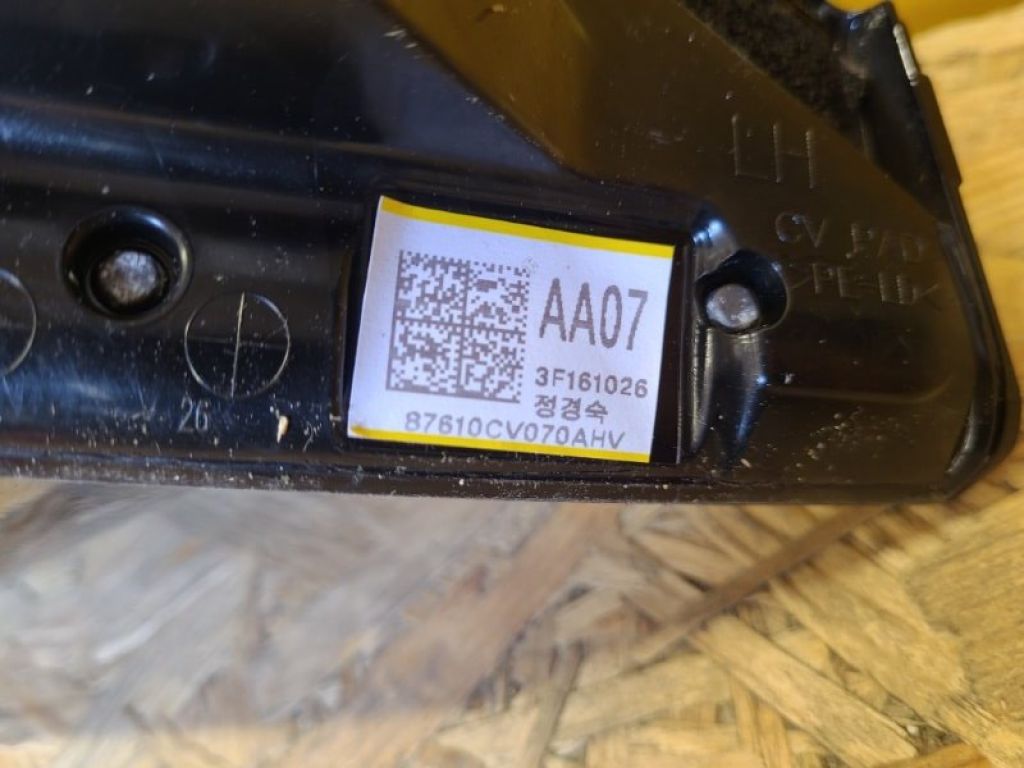 LH
CV P/D
AA07
3F161026
정경숙
87610CV070AHV
26